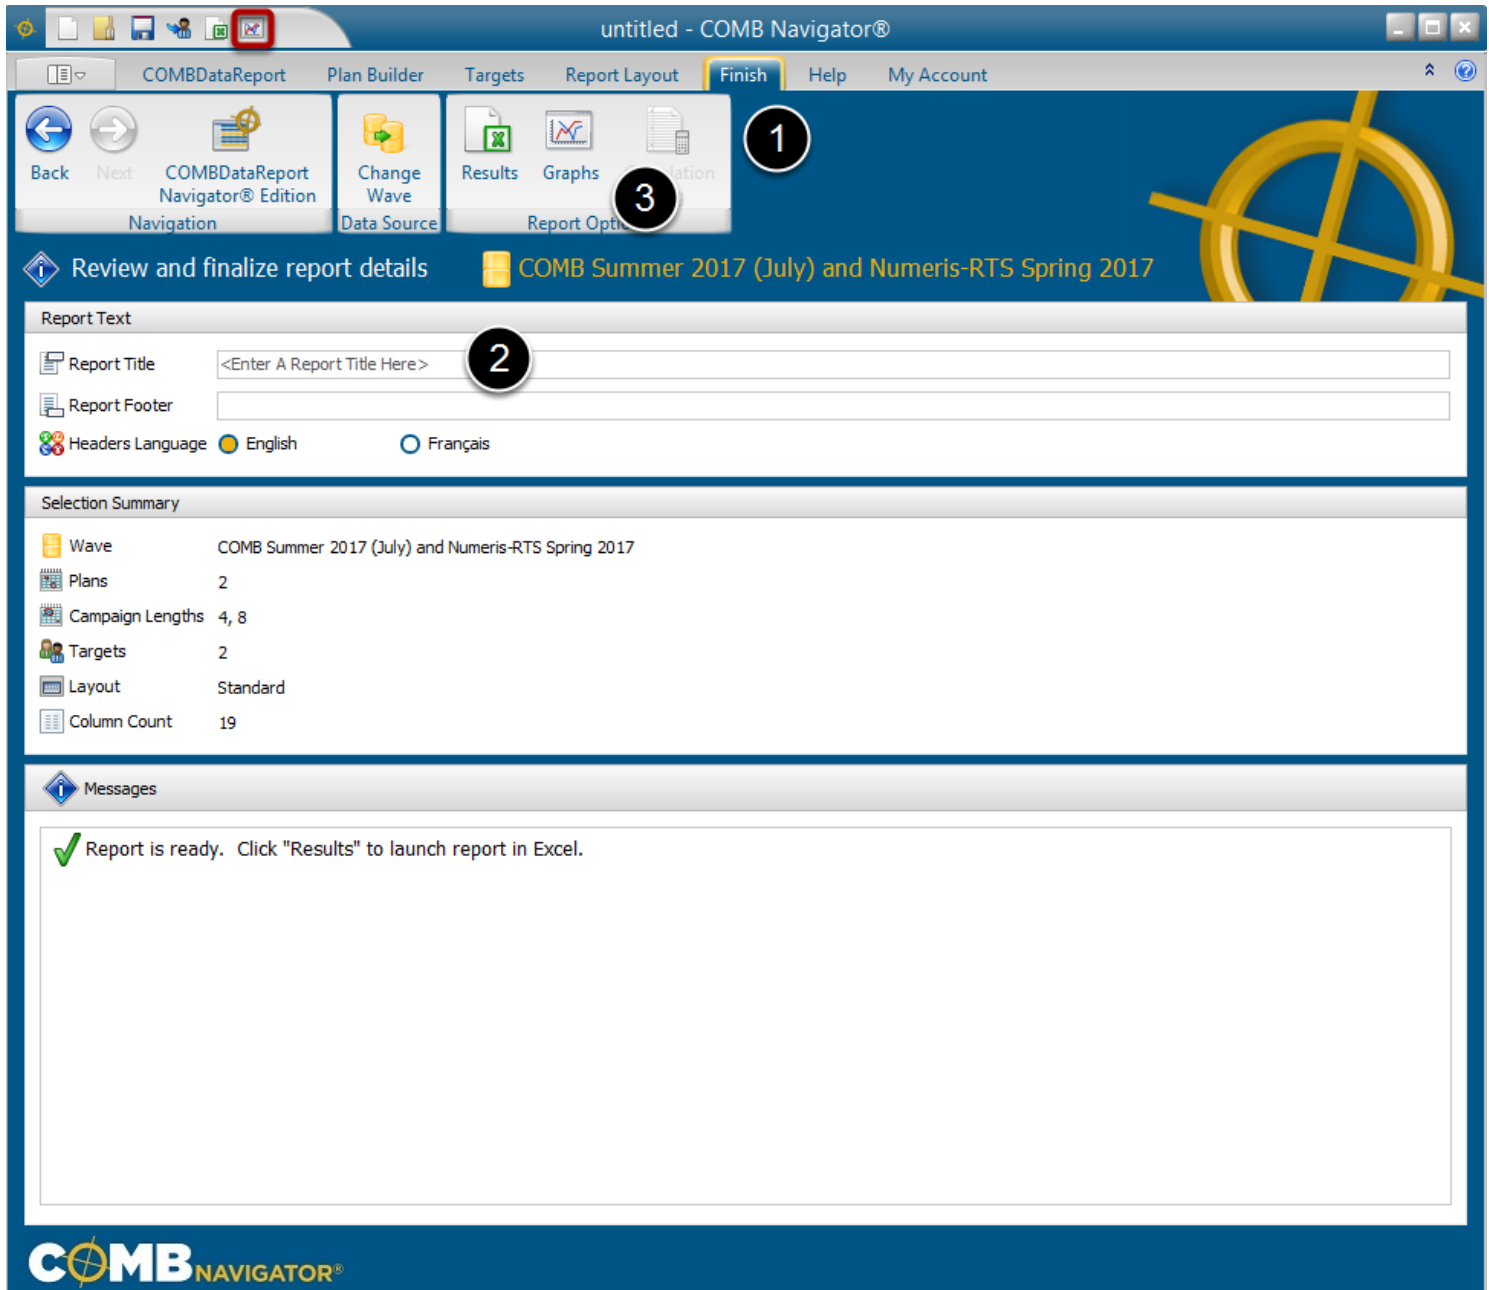 untitled - COMB Navigator®
COMBDataReport Plan Builder Targets Report Layout Finish Help My Account
Back Next COMBDataReport Navigator® Edition Change Wave Results Graphs
1
3
Navigation Data Source Report
Review and finalize report details COMB Summer 2017 (July) and Numeris-RTS Spring 2017
Report Text
Report Title <Enter A Report Title Here> 2
Report Footer
Headers Language English Français
Selection Summary
Wave COMB Summer 2017 (July) and Numeris-RTS Spring 2017
Plans 2
Campaign Lengths 4, 8
Targets 2
Layout Standard
Column Count 19
Messages
Report is ready. Click "Results" to launch report in Excel.
COMB NAVIGATOR®